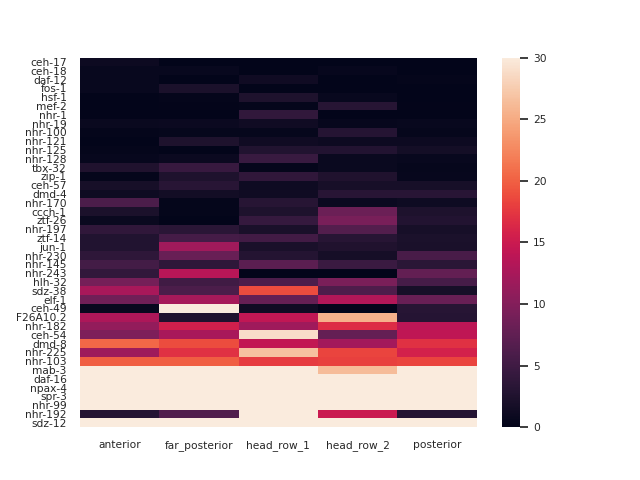 ceh-17
ceh-18
daf-12
fos-1
hsf-1
mef-2
nhr-1
nhr-19
nhr-100
nhr-121
nhr-125
nhr-128
tbx-32
zip-1
ceh-57
dmd-4
nhr-170
ccch-1
ztf-26
nhr-197
ztf-14
jun-1
nhr-230
nhr-145
nhr-243
hlh-32
sdz-38
elf-1
ceh-49
F26A10.2
nhr-182
ceh-54
dmd-8
nhr-225
nhr-103
mab-3
daf-16
npax-4
spr-3
nhr-99
nhr-192
sdz-12
anterior far_posterior head_row_1 head_row_2 posterior
30
25
20
15
10
5
0